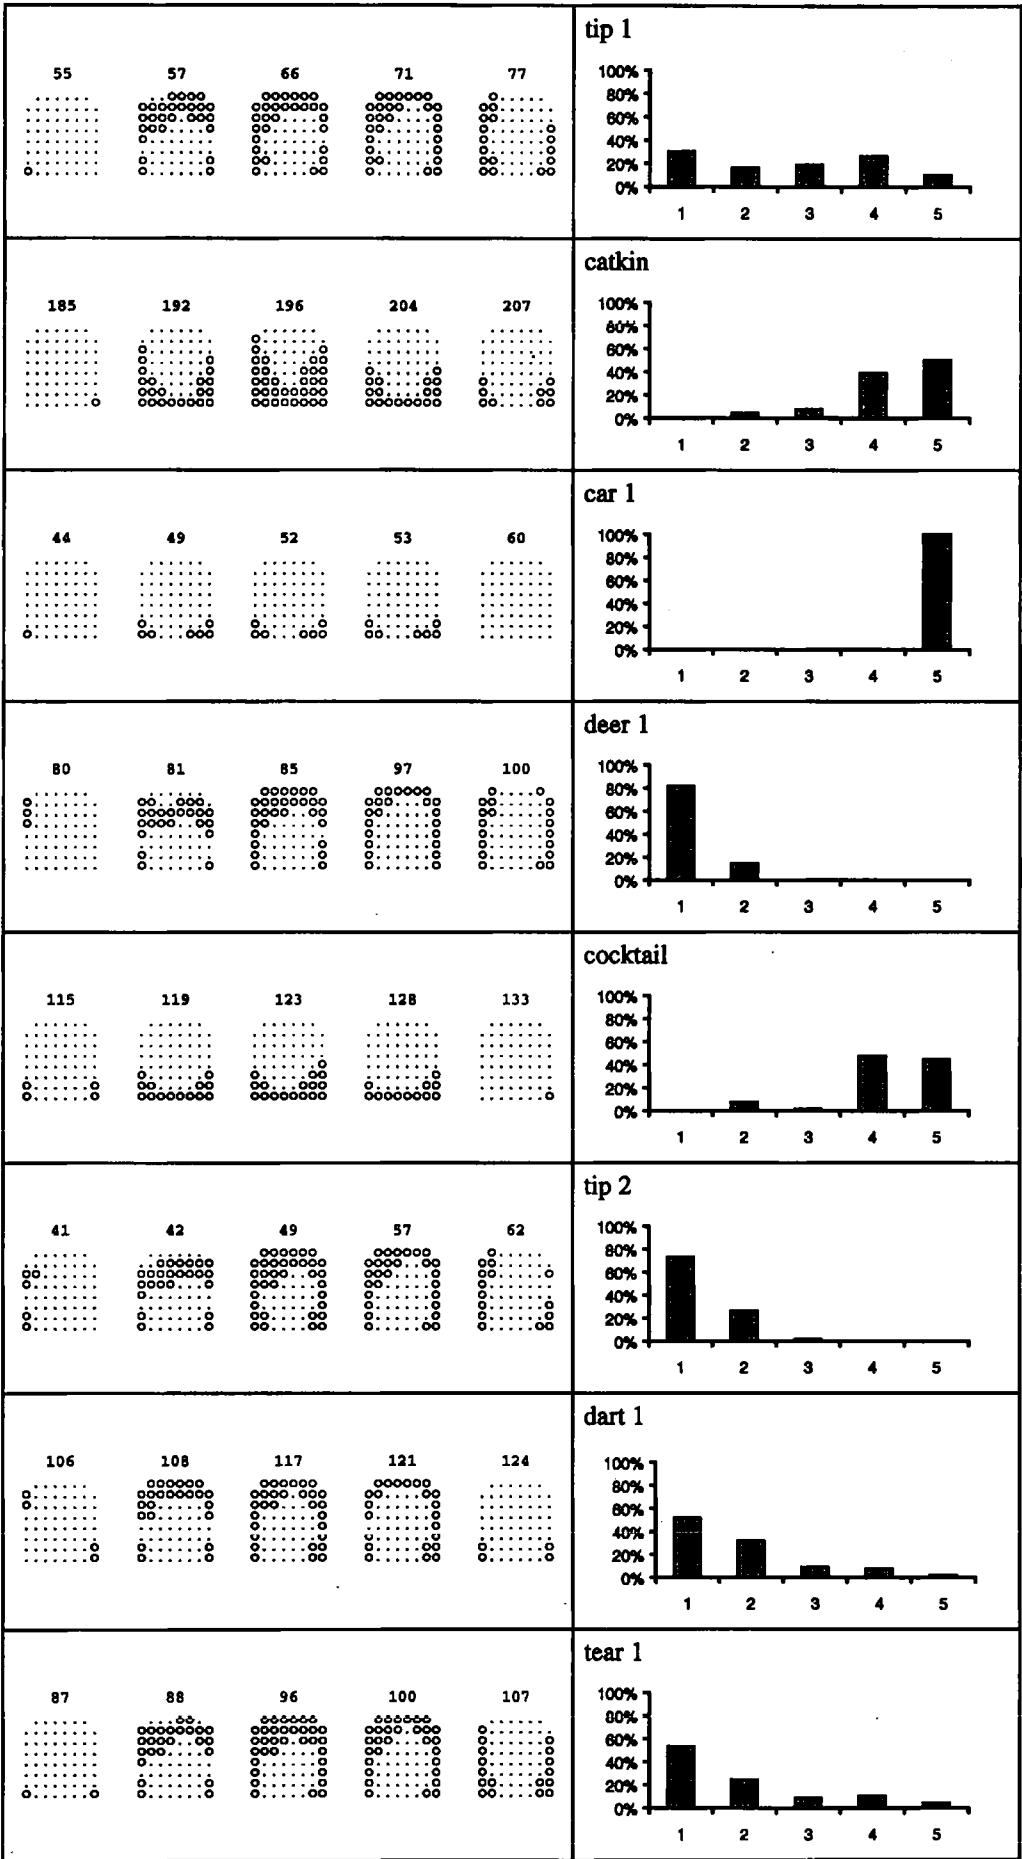 tip 1
55 57 66 71 77
100%
80%
60%
40%
20%
0%
1 2 3 4 5
catkin
185 192 196 204 207
100%
80%
60%
40%
20%
0%
1 2 3 4 5
car 1
44 49 52 53 60
100%
80%
60%
40%
20%
0%
1 2 3 4 5
deer 1
80 81 85 97 100
100%
80%
60%
40%
20%
0%
1 2 3 4 5
cocktail
115 119 123 128 133
100%
80%
60%
40%
20%
0%
1 2 3 4 5
tip 2
41 42 49 57 62
100%
80%
60%
40%
20%
0%
1 2 3 4 5
dart 1
106 108 117 121 124
100%
80%
60%
40%
20%
0%
1 2 3 4 5
tear 1
87 88 96 100 107
100%
80%
60%
40%
20%
0%
1 2 3 4 5